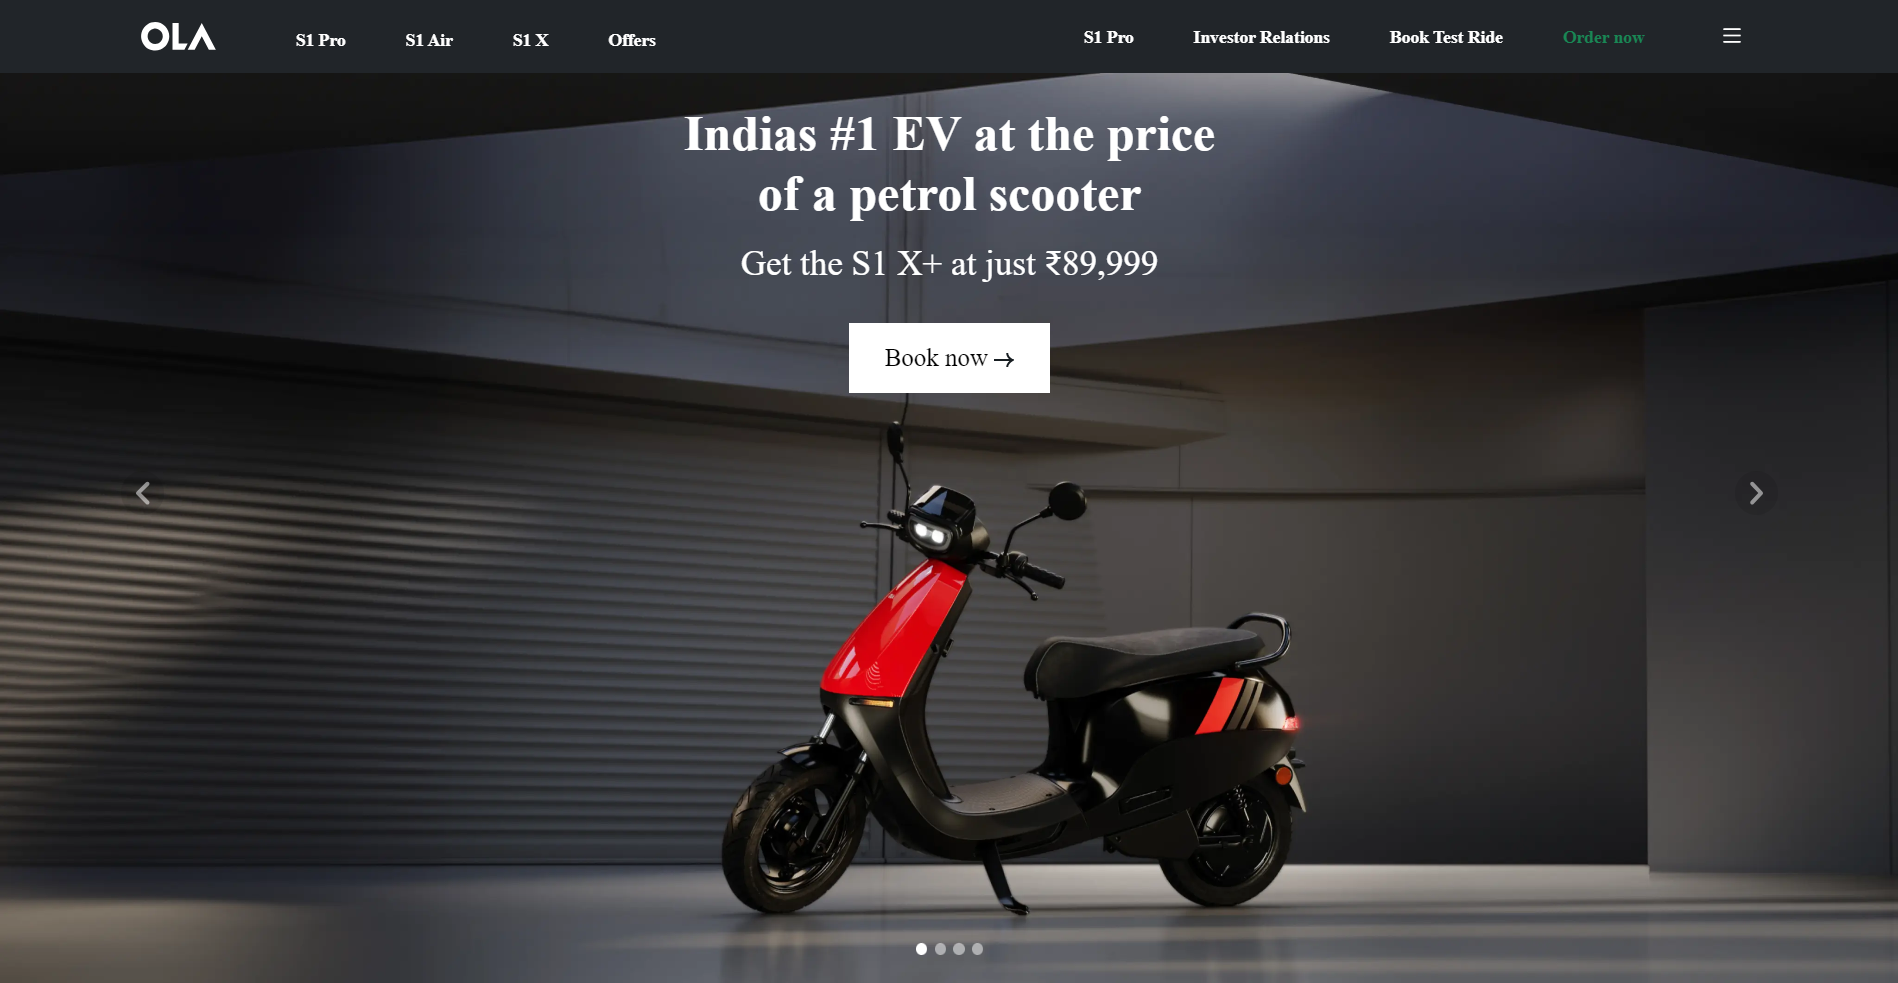 OLA
S1 Pro
S1 Air
S1 X
Offers
S1 Pro
Investor Relations
Book Test Ride
Order now
Indias #1 EV at the price
of a petrol scooter
Get the S1 X+ at just ₹89,999
Book now →